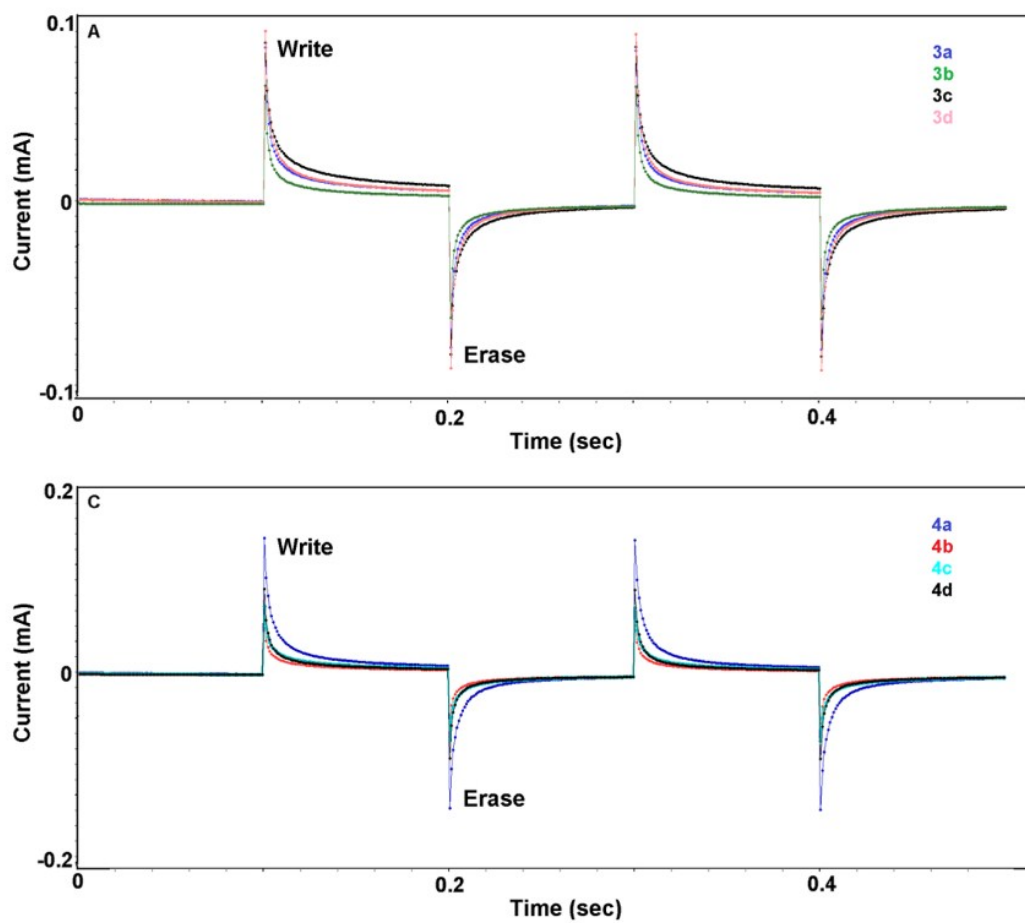 0.1
A
Write
3a
3b
3c
3d
Current (mA)
0
Erase
-0.1
0
0.2
0.4
Time (sec)
0.2
C
Write
4a
4b
4c
4d
Current (mA)
0
Erase
-0.2
0
0.2
0.4
Time (sec)